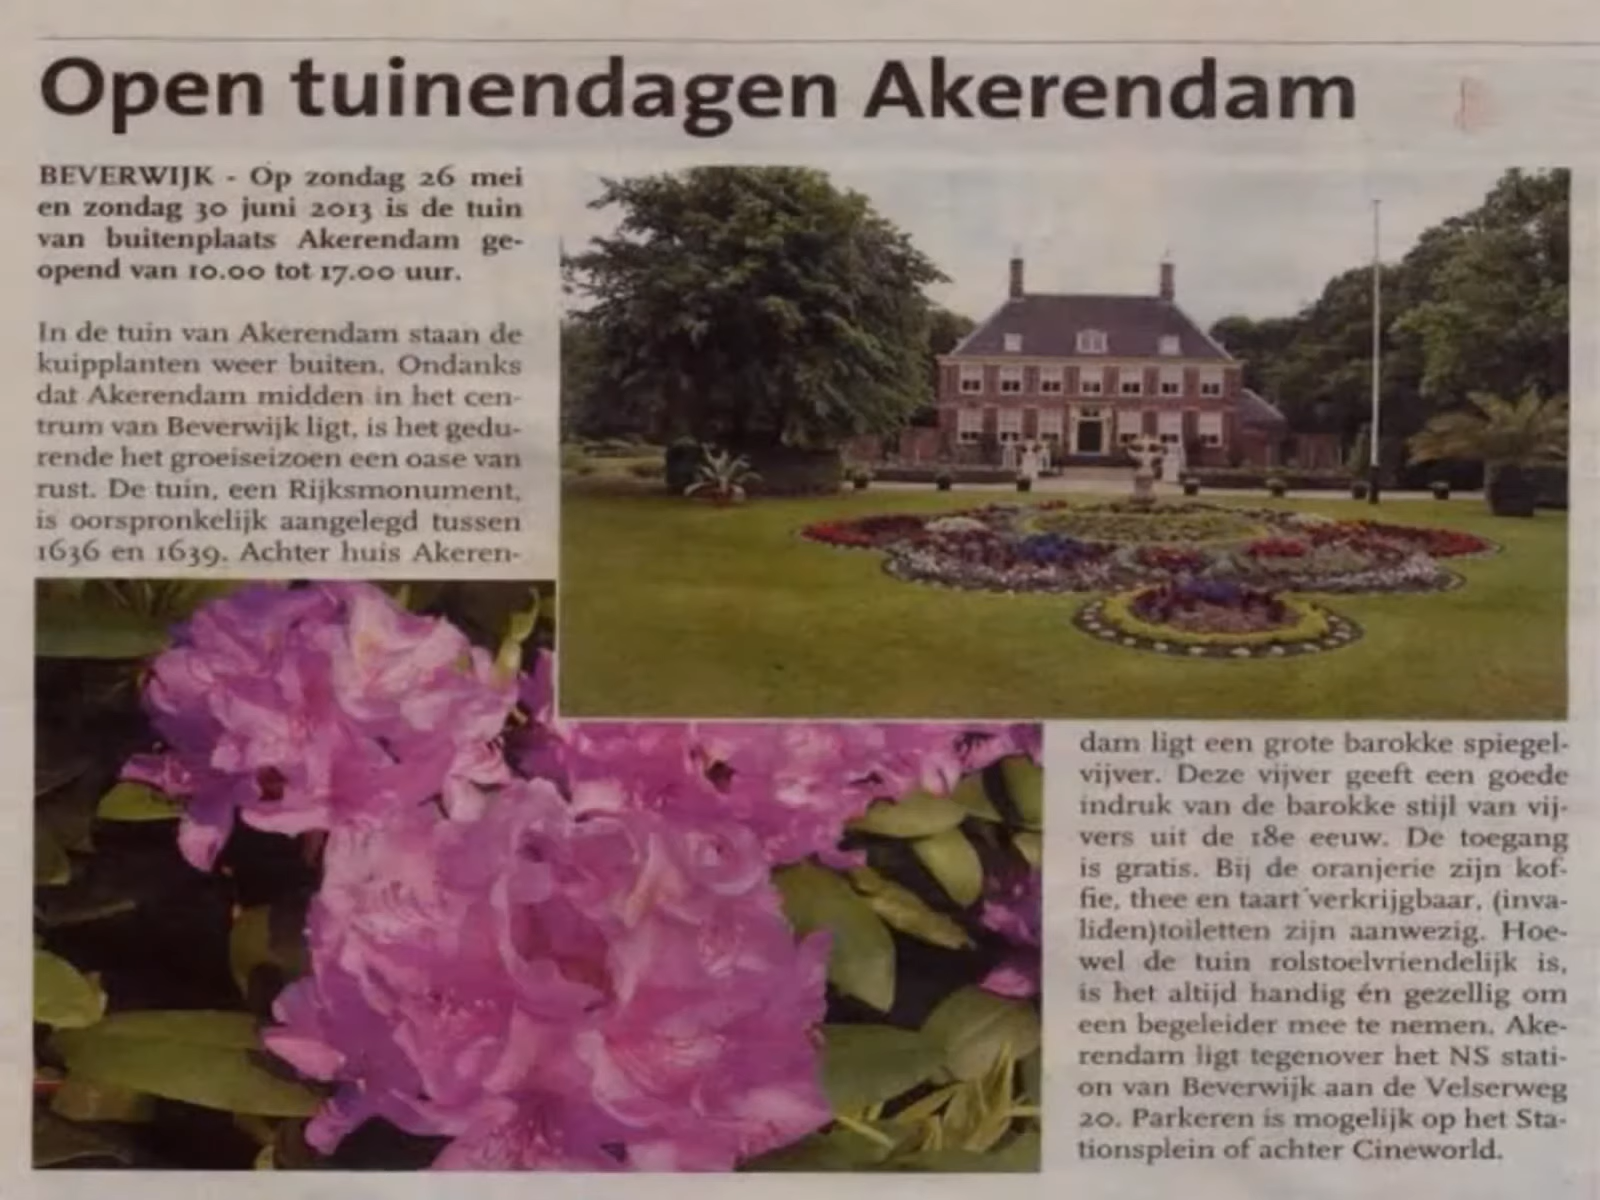 Open tuinendagen Akerendam
BEVERWIJK - Op zondag 26 mei
en zondag 30 juni 2013 is de tuin
van buitenplaats Akerendam ge-
opend van 10.00 tot 17.00 uur.
In de tuin van Akerendam staan de
kuipplanten weer buiten. Ondanks
dat Akerendam midden in het cen-
trum van Beverwijk ligt, is het gedu-
rende het groeiseizoen een oase van
rust. De tuin, een Rijksmonument,
is oorspronkelijk aangelegd tussen
1636 en 1639. Achter huis Akeren-
dam ligt een grote barokke spiegel-
vijver. Deze vijver geeft een goede
indruk van de barokke stijl van vij-
vers uit de 18e eeuw. De toegang
is gratis. Bij de oranjerie zijn kof-
fie, thee en taart verkrijgbaar, (inva-
liden)toiletten zijn aanwezig. Hoe-
wel de tuin rolstoelvriendelijk is,
is het altijd handig én gezellig om
een begeleider mee te nemen. Ake-
rendam ligt tegenover het NS stati-
on van Beverwijk aan de Velserweg
20. Parkeren is mogelijk op het Sta-
tionsplein of achter Cineworld.